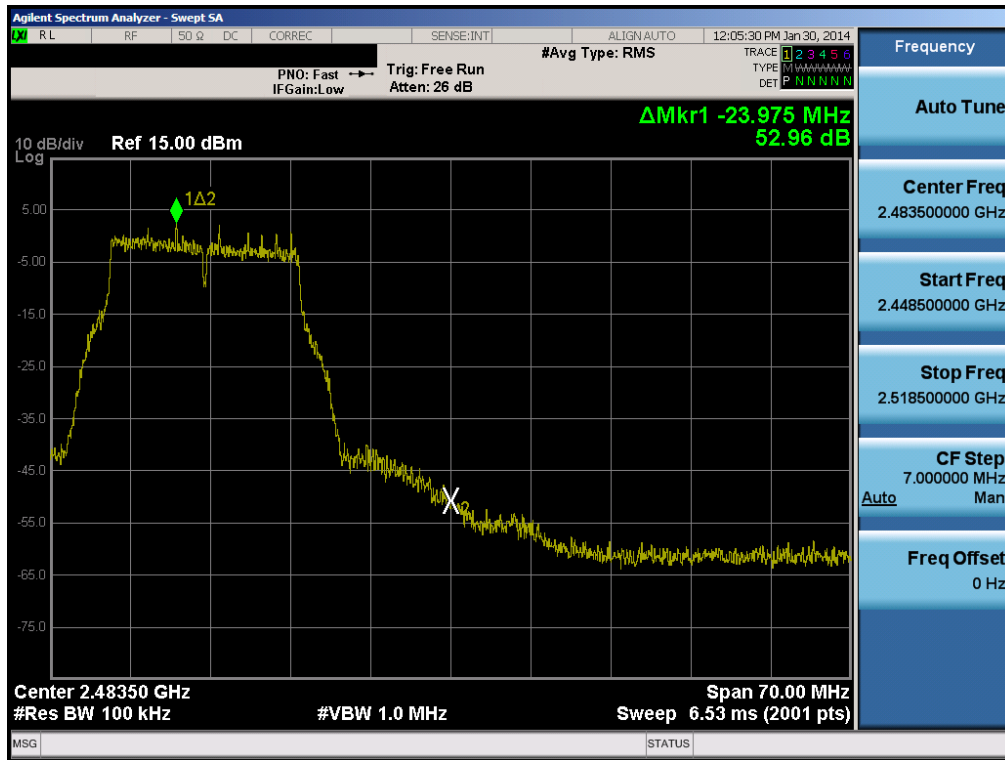 Agilent Spectrum Analyzer - Swept SA
LXI RL RF 50 Ω DC CORREC SENSE:INT ALIGN AUTO 12:05:30 PM Jan 30, 2014
#Avg Type: RMS TRACE 1 2 3 4 5 6
PNO: Fast Trig: Free Run TYPE M WWWWW
IFGain:Low Atten: 26 dB DET P N N N N N
ΔMkr1 -23.975 MHz
10 dB/div Ref 15.00 dBm 52.96 dB
Log
1Δ2
5.00
-5.00
-15.0
-25.0
-35.0
-45.0
2
-55.0
-65.0
-75.0
Center 2.48350 GHz Span 70.00 MHz
#Res BW 100 kHz #VBW 1.0 MHz Sweep 6.53 ms (2001 pts)
MSG STATUS
Frequency
Auto Tune
Center Freq
2.483500000 GHz
Start Freq
2.448500000 GHz
Stop Freq
2.518500000 GHz
CF Step
7.000000 MHz
Auto Man
Freq Offset
0 Hz